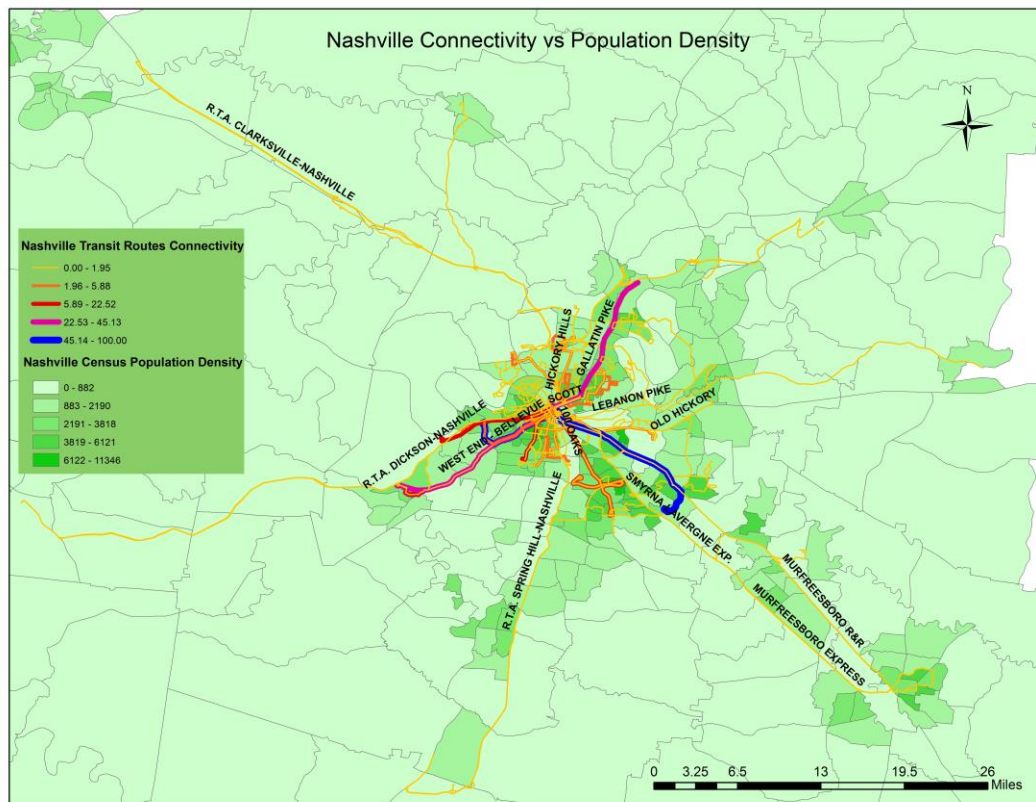 Nashville Connectivity vs Population Density
N
R.T.A. CLARKSVILLE-NASHVILLE
Nashville Transit Routes Connectivity
0.00 - 1.95
1.96 - 5.88
5.89 - 22.52
22.53 - 45.13
45.14 - 100.00
Nashville Census Population Density
0 - 882
883 - 2190
2191 - 3818
3819 - 6121
6122 - 11346
HICKORY HILLS
GALLATIN PIKE
SCOTT
LEBANON PIKE
OLD HICKORY
100 OAKS
WEST END - BELLEVUE
R.T.A. DICKSON-NASHVILLE
R.T.A. SPRING HILL-NASHVILLE
SMYRNA EXP.
MURFREESBORO R&R
MURFREESBORO EXPRESS
0 3.25 6.5 13 19.5 26
Miles